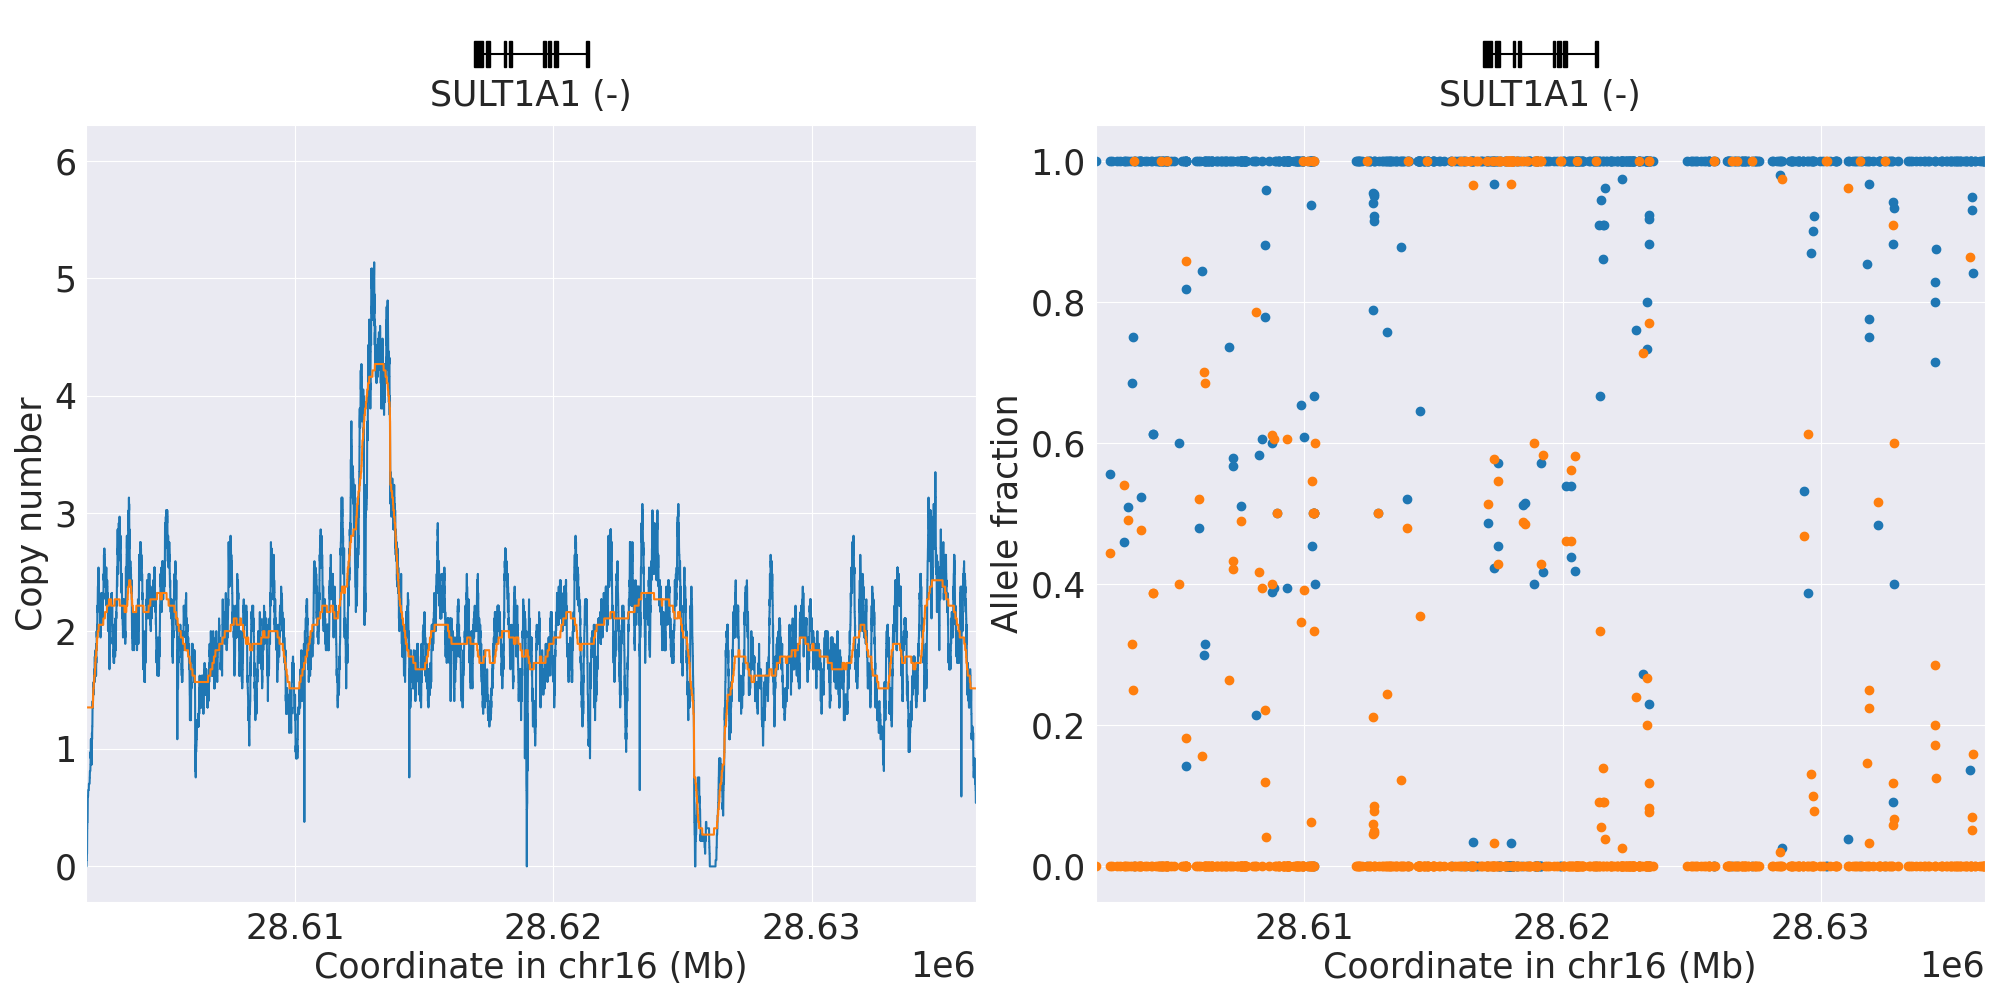 SULT1A1 (-)
Copy number
6
5
4
3
2
1
0
28.61
28.62
28.63
Coordinate in chr16 (Mb)
1e6
SULT1A1 (-)
Allele fraction
1.0
0.8
0.6
0.4
0.2
0.0
28.61
28.62
28.63
Coordinate in chr16 (Mb)
1e6